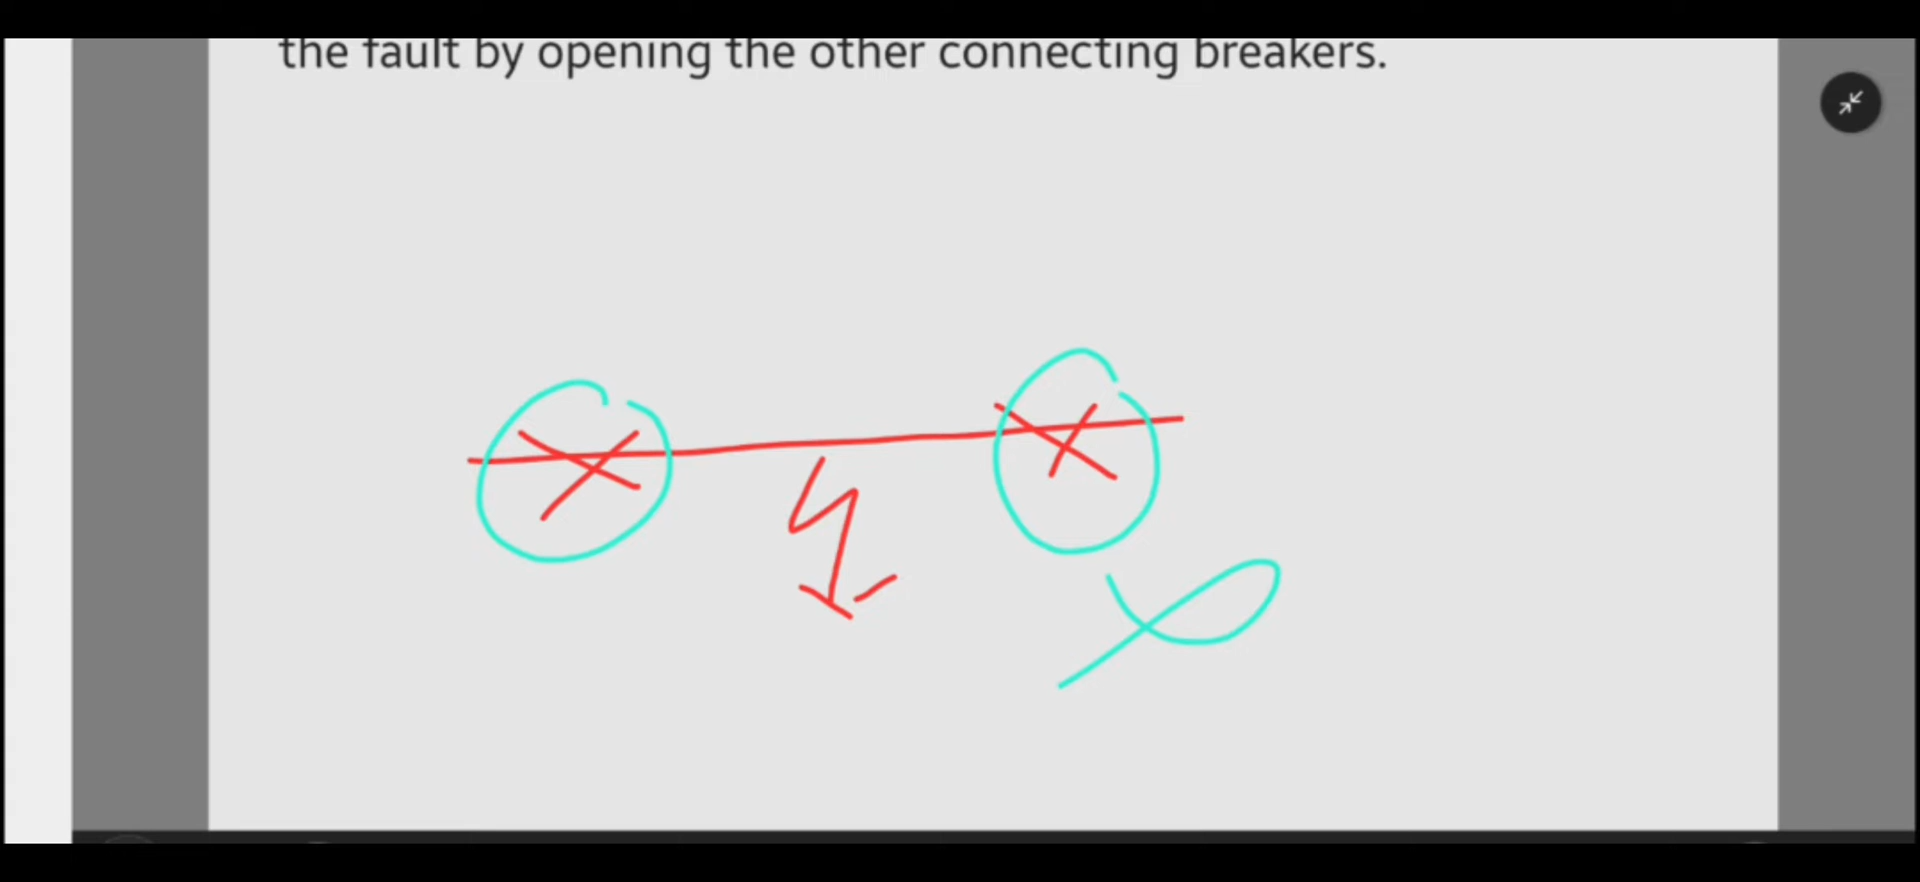 the fault by opening the other connecting breakers.